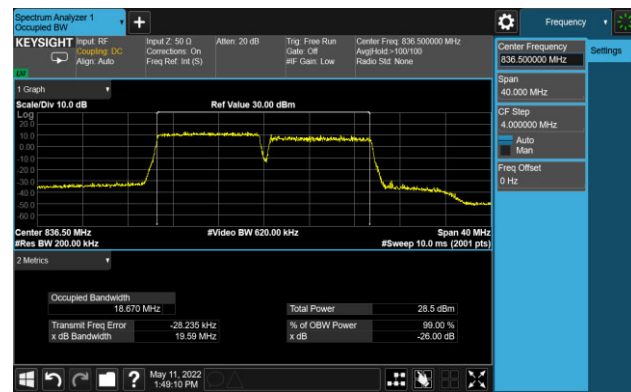 Spectrum Analyzer 1
Occupied BW
Frequency
KEYSIGHT
Input: RF
Coupling: DC
Align: Auto
Input Z: 50 Ω
Corrections: On
Freq Ref: Int (S)
Atten: 20 dB
Trig: Free Run
Gate: Off
#IF Gain: Low
Center Freq: 836.500000 MHz
Avg|Hold:>100/100
Radio Std: None
Center Frequency
836.500000 MHz
Settings
Span
40.000 MHz
CF Step
4.000000 MHz
Auto
Man
Freq Offset
0 Hz
1 Graph
Scale/Div 10.0 dB
Ref Value 30.00 dBm
Log
20.0
10.0
0.00
-10.0
-20.0
-30.0
-40.0
-50.0
-60.0
Center 836.50 MHz
#Video BW 620.00 kHz
Span 40 MHz
#Res BW 200.00 kHz
#Sweep 10.0 ms (2001 pts)
2 Metrics
Occupied Bandwidth
18.670 MHz
Total Power 28.5 dBm
Transmit Freq Error -28.235 kHz
% of OBW Power 99.00 %
x dB Bandwidth 19.59 MHz
x dB -26.00 dB
May 11, 2022
1:49:10 PM